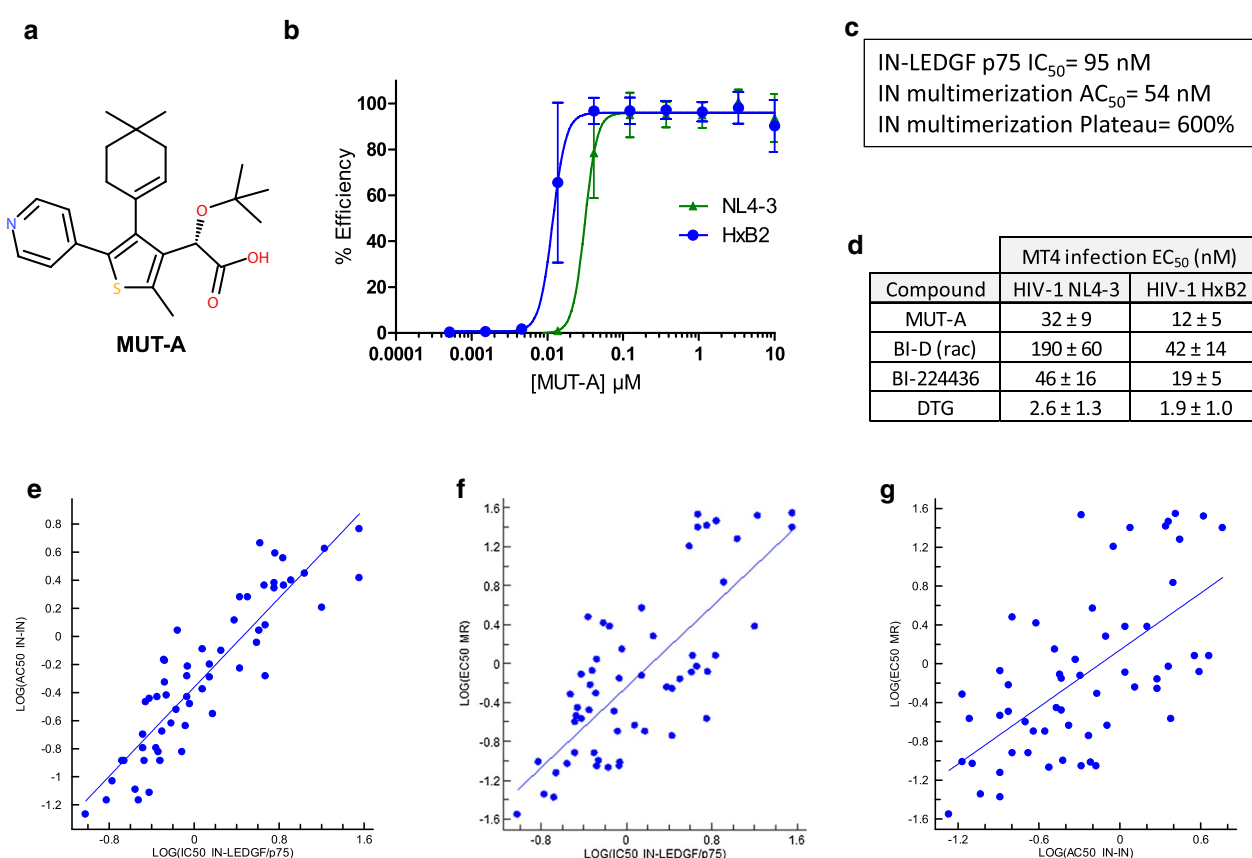 a
N
S
O
O
OH
MUT-A
b
% Efficiency
100
80
60
40
20
0
0.0001
0.001
0.01
0.1
1
10
[MUT-A] µM
NL4-3
HxB2
c
IN-LEDGF p75 IC50= 95 nM
IN multimerization AC50= 54 nM
IN multimerization Plateau= 600%
d
MT4 infection EC50 (nM)
Compound HIV-1 NL4-3 HIV-1 HxB2
MUT-A 32 ± 9 12 ± 5
BI-D (rac) 190 ± 60 42 ± 14
BI-224436 46 ± 16 19 ± 5
DTG 2.6 ± 1.3 1.9 ± 1.0
e
LOG(AC50 IN-IN)
0.8
0.4
0
-0.4
-0.8
-1
-1.2
-0.8
0
0.8
1.6
LOG(IC50 IN-LEDGF/p75)
f
LOG(EC50 MR)
1.6
1.2
0.8
0.4
0
-0.4
-0.8
-1.2
-1.6
-0.8
0
0.8
1.6
LOG(IC50 IN-LEDGF/p75)
g
LOG(EC50 MR)
1.6
1.2
0.8
0.4
0
-0.4
-0.8
-1.2
-1.6
-1.2
-0.6
0
0.6
LOG(AC50 IN-IN)